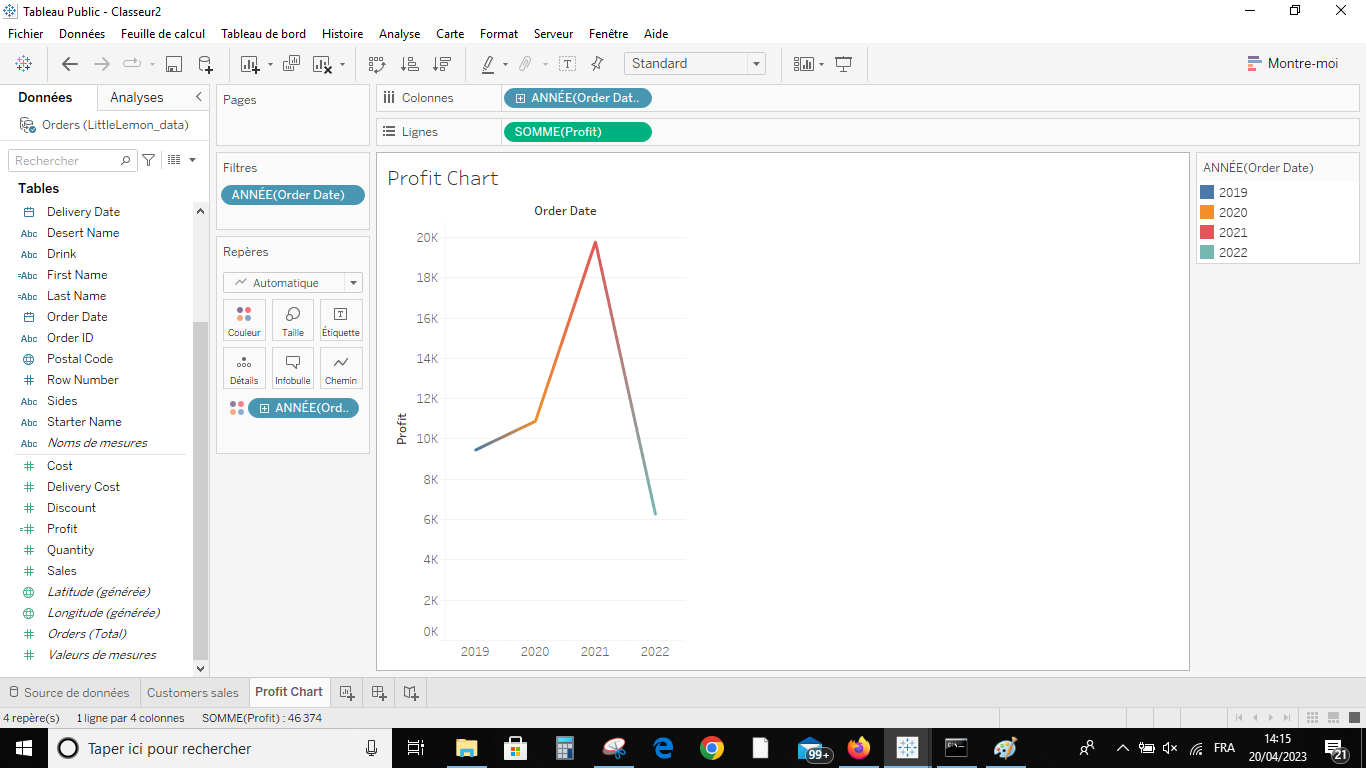 Tableau Public - Classeur2
Fichier Données Feuille de calcul Tableau de bord Histoire Analyse Carte Format Serveur Fenêtre Aide
T Standard Montre-moi
Données Analyses
Orders (LittleLemon_data)
Rechercher
Tables
Delivery Date
Abc Desert Name
Abc Drink
=Abc First Name
=Abc Last Name
Order Date
Abc Order ID
Postal Code
# Row Number
Abc Sides
Abc Starter Name
Abc Noms de mesures
# Cost
# Delivery Cost
# Discount
=# Profit
# Quantity
# Sales
Latitude (générée)
Longitude (générée)
# Orders (Total)
# Valeurs de mesures
Pages
Filtres
ANNÉE(Order Date)
Repères
Automatique
Couleur Taille Étiquette
Détails Infobulle Chemin
ANNÉE(Ord..
Colonnes ANNÉE(Order Dat..
Lignes SOMME(Profit)
Profit Chart
Order Date
20K
18K
16K
14K
12K
10K
8K
6K
4K
2K
0K
Profit
2019 2020 2021 2022
ANNÉE(Order Date)
2019
2020
2021
2022
Source de données Customers sales Profit Chart
4 repère(s) 1 ligne par 4 colonnes SOMME(Profit) : 46 374
Taper ici pour rechercher
99+
FRA
14:15
20/04/2023
21